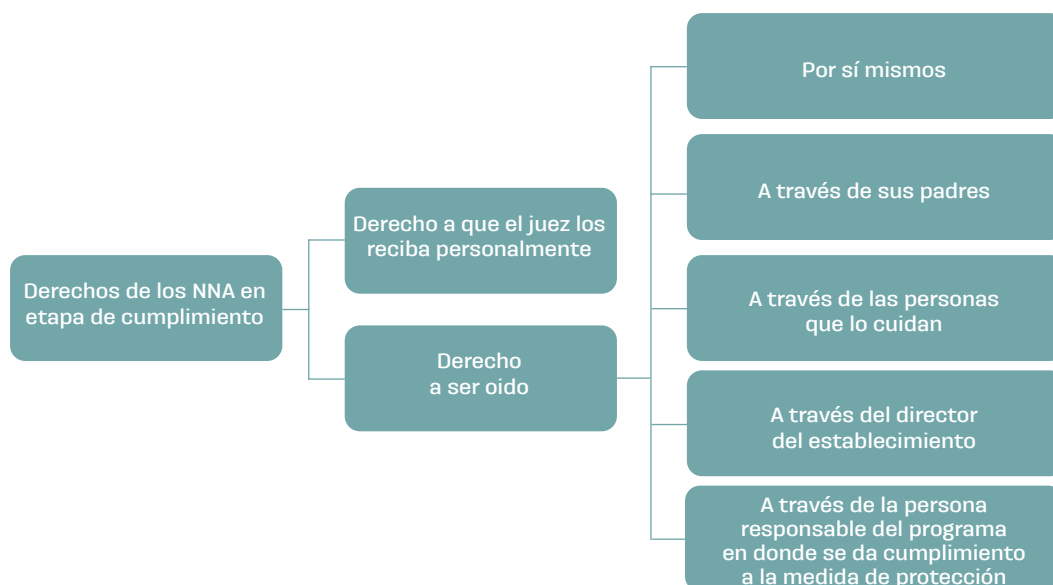 Derechos de los NNA en
etapa de cumplimiento
Derecho a que el juez los
reciba personalmente
Derecho
a ser oido
Por sí mismos
A través de sus padres
A través de las personas
que lo cuidan
A través del director
del establecimiento
A través de la persona
responsable del programa
en donde se da cumplimiento
a la medida de protección